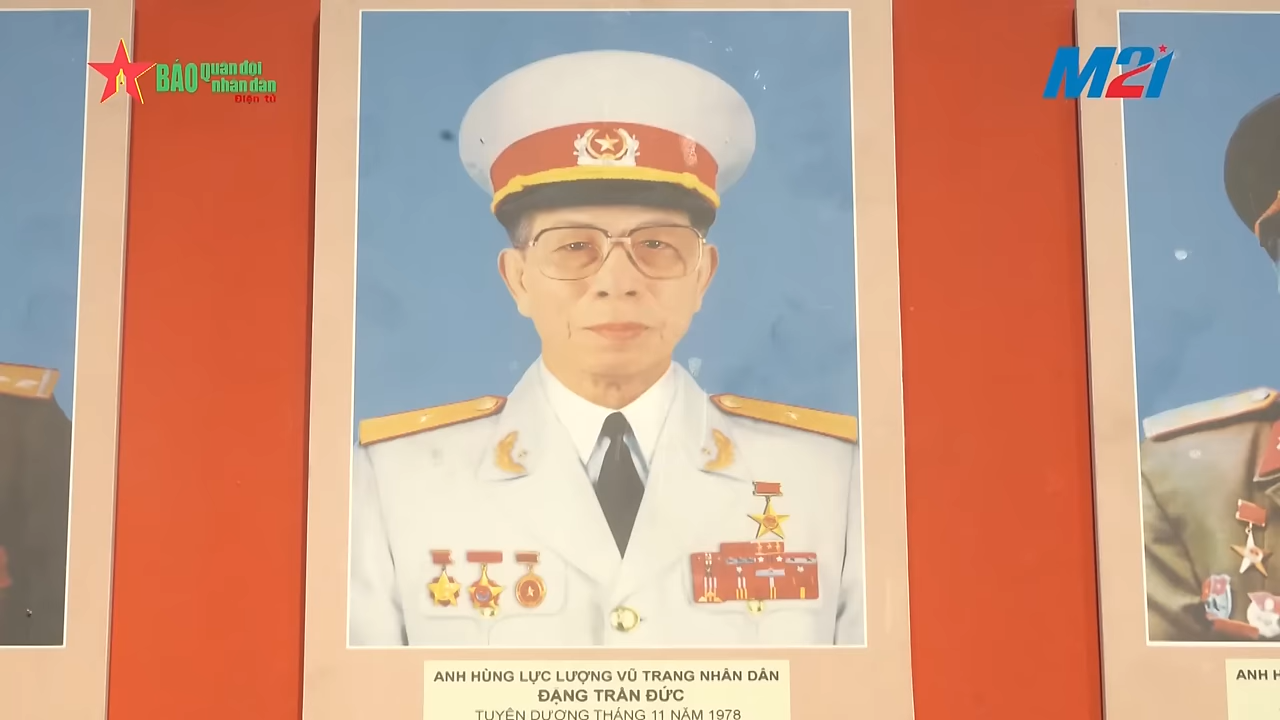 BÁO quân đội
nhân dân
Điện tử
M21
ANH HÙNG LỰC LƯỢNG VŨ TRANG NHÂN DÂN
ĐẶNG TRẦN ĐỨC
TUYÊN DƯƠNG THÁNG 11 NĂM 1978
ANH H